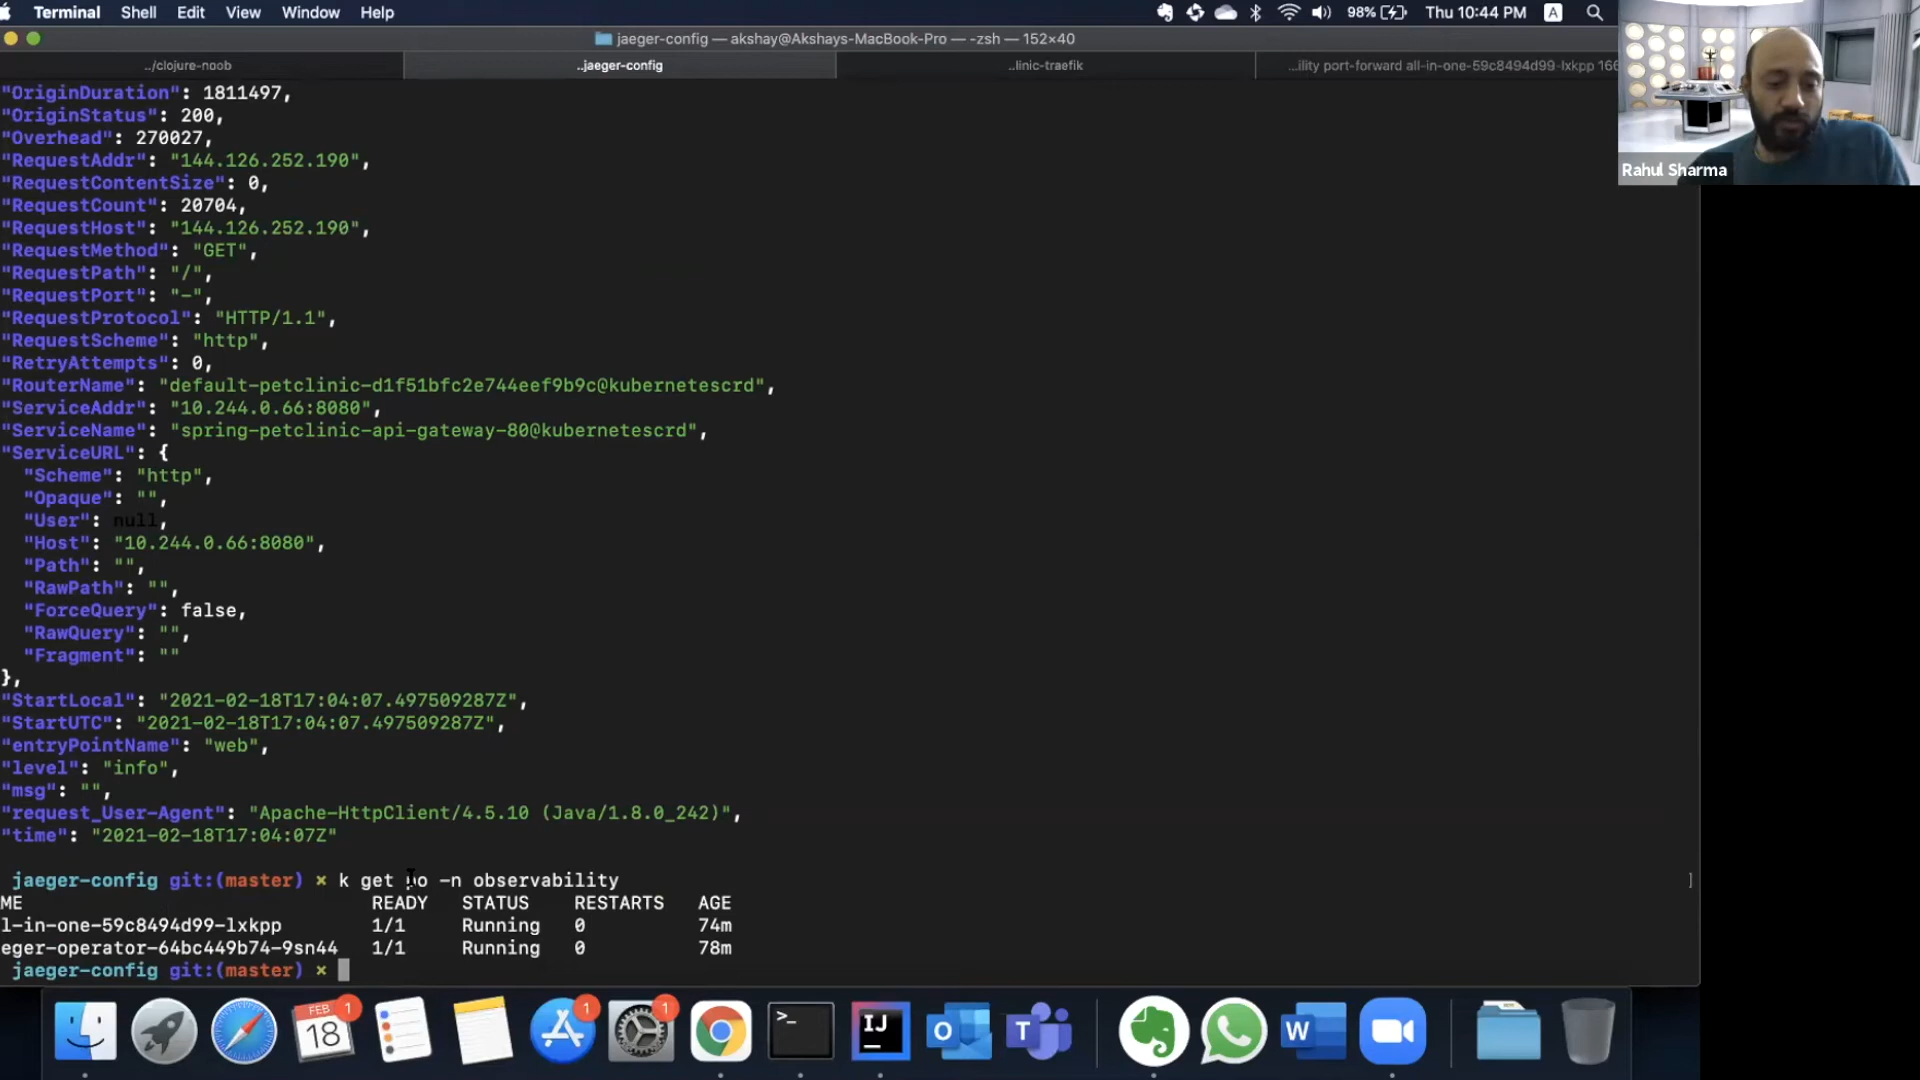 Terminal Shell Edit View Window Help 98% Thu 10:44 PM A
jaeger-config — akshay@Akshays-MacBook-Pro — -zsh — 152×40
../clojure-noob ..jaeger-config ..linic-traefik ...ility port-forward all-in-one-59c8494d99-lxkpp 166
"OriginDuration": 1811497,
"OriginStatus": 200,
"Overhead": 270027,
"RequestAddr": "144.126.252.190",
"RequestContentSize": 0,
"RequestCount": 20704,
"RequestHost": "144.126.252.190",
"RequestMethod": "GET",
"RequestPath": "/",
"RequestPort": "-",
"RequestProtocol": "HTTP/1.1",
"RequestScheme": "http",
"RetryAttempts": 0,
"RouterName": "default-petclinic-d1f51bfc2e744eef9b9c@kubernetescrd",
"ServiceAddr": "10.244.0.66:8080",
"ServiceName": "spring-petclinic-api-gateway-80@kubernetescrd",
"ServiceURL": {
"Scheme": "http",
"Opaque": "",
"User": null,
"Host": "10.244.0.66:8080",
"Path": "",
"RawPath": "",
"ForceQuery": false,
"RawQuery": "",
"Fragment": ""
},
"StartLocal": "2021-02-18T17:04:07.497509287Z",
"StartUTC": "2021-02-18T17:04:07.497509287Z",
"entryPointName": "web",
"level": "info",
"msg": "",
"request_User-Agent": "Apache-HttpClient/4.5.10 (Java/1.8.0_242)",
"time": "2021-02-18T17:04:07Z"
jaeger-config git:(master) × k get po -n observability ]
ME READY STATUS RESTARTS AGE
l-in-one-59c8494d99-lxkpp 1/1 Running 0 74m
eger-operator-64bc449b74-9sn44 1/1 Running 0 78m
jaeger-config git:(master) ×
Rahul Sharma
FEB 18 1 1 1 >_ IJ O T W